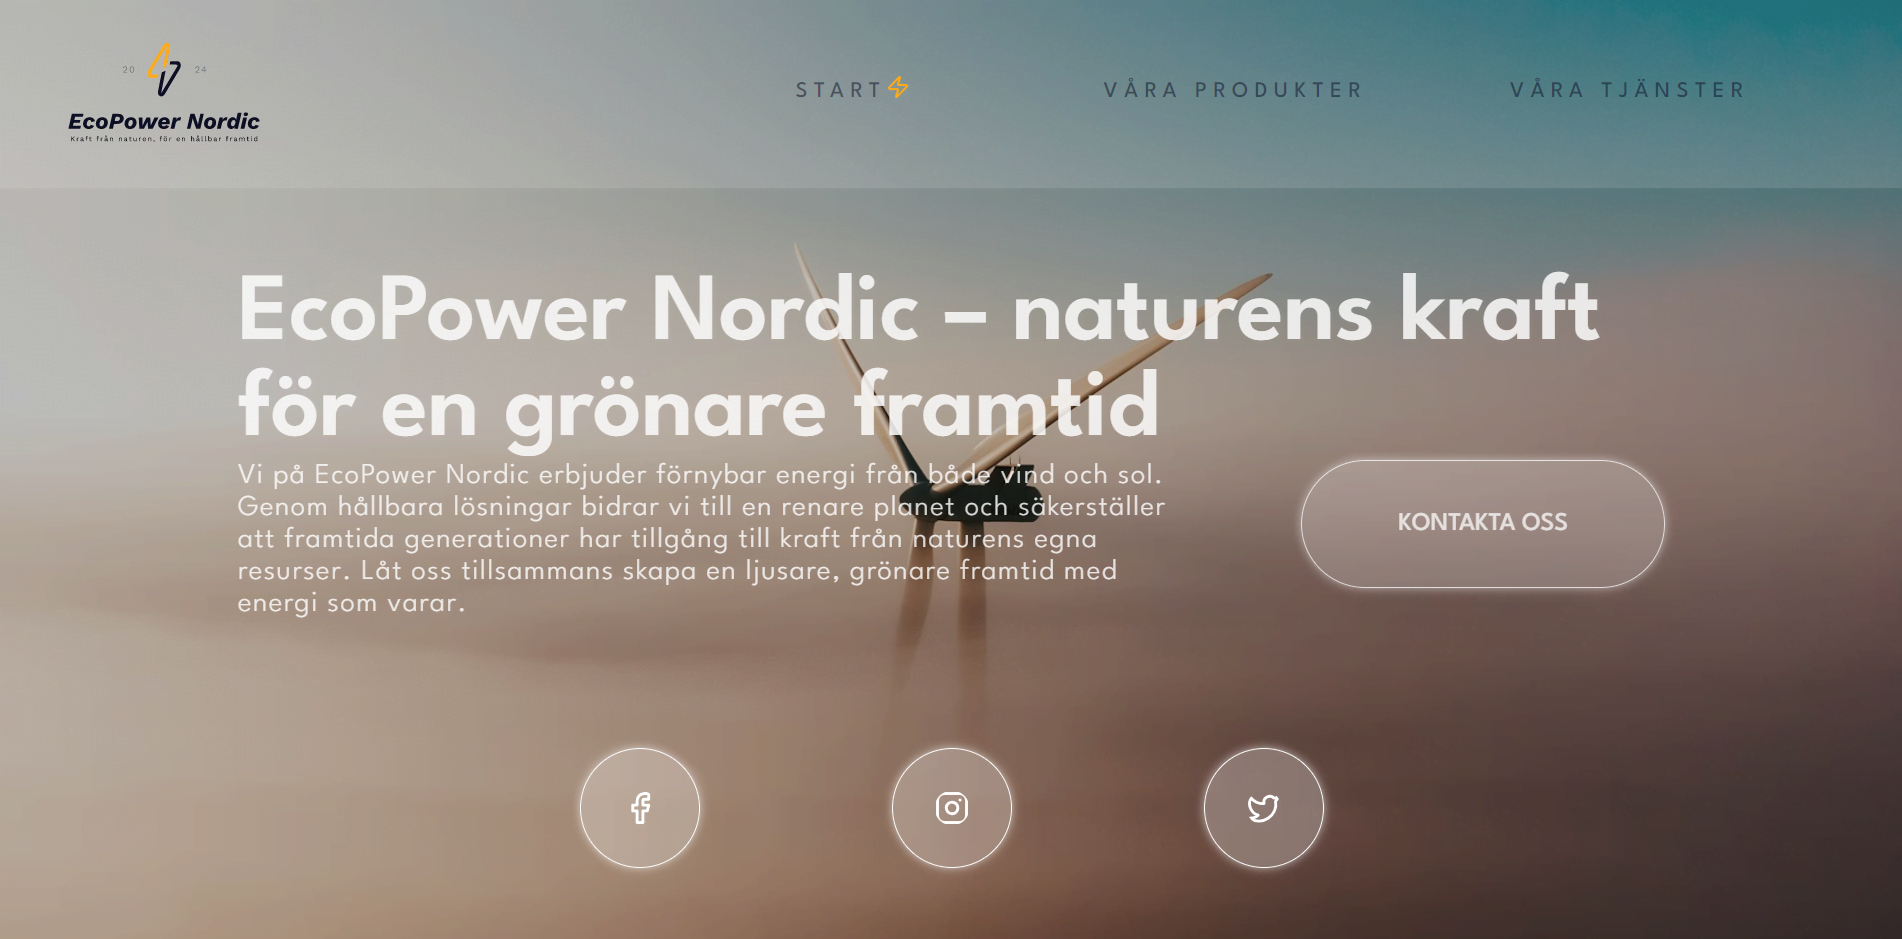 20 24
EcoPower Nordic
Kraft från naturen, för en hållbar framtid
START
VÅRA PRODUKTER
VÅRA TJÄNSTER
EcoPower Nordic – naturens kraft
för en grönare framtid
Vi på EcoPower Nordic erbjuder förnybar energi från både vind och sol.
Genom hållbara lösningar bidrar vi till en renare planet och säkerställer
att framtida generationer har tillgång till kraft från naturens egna
resurser. Låt oss tillsammans skapa en ljusare, grönare framtid med
energi som varar.
KONTAKTA OSS